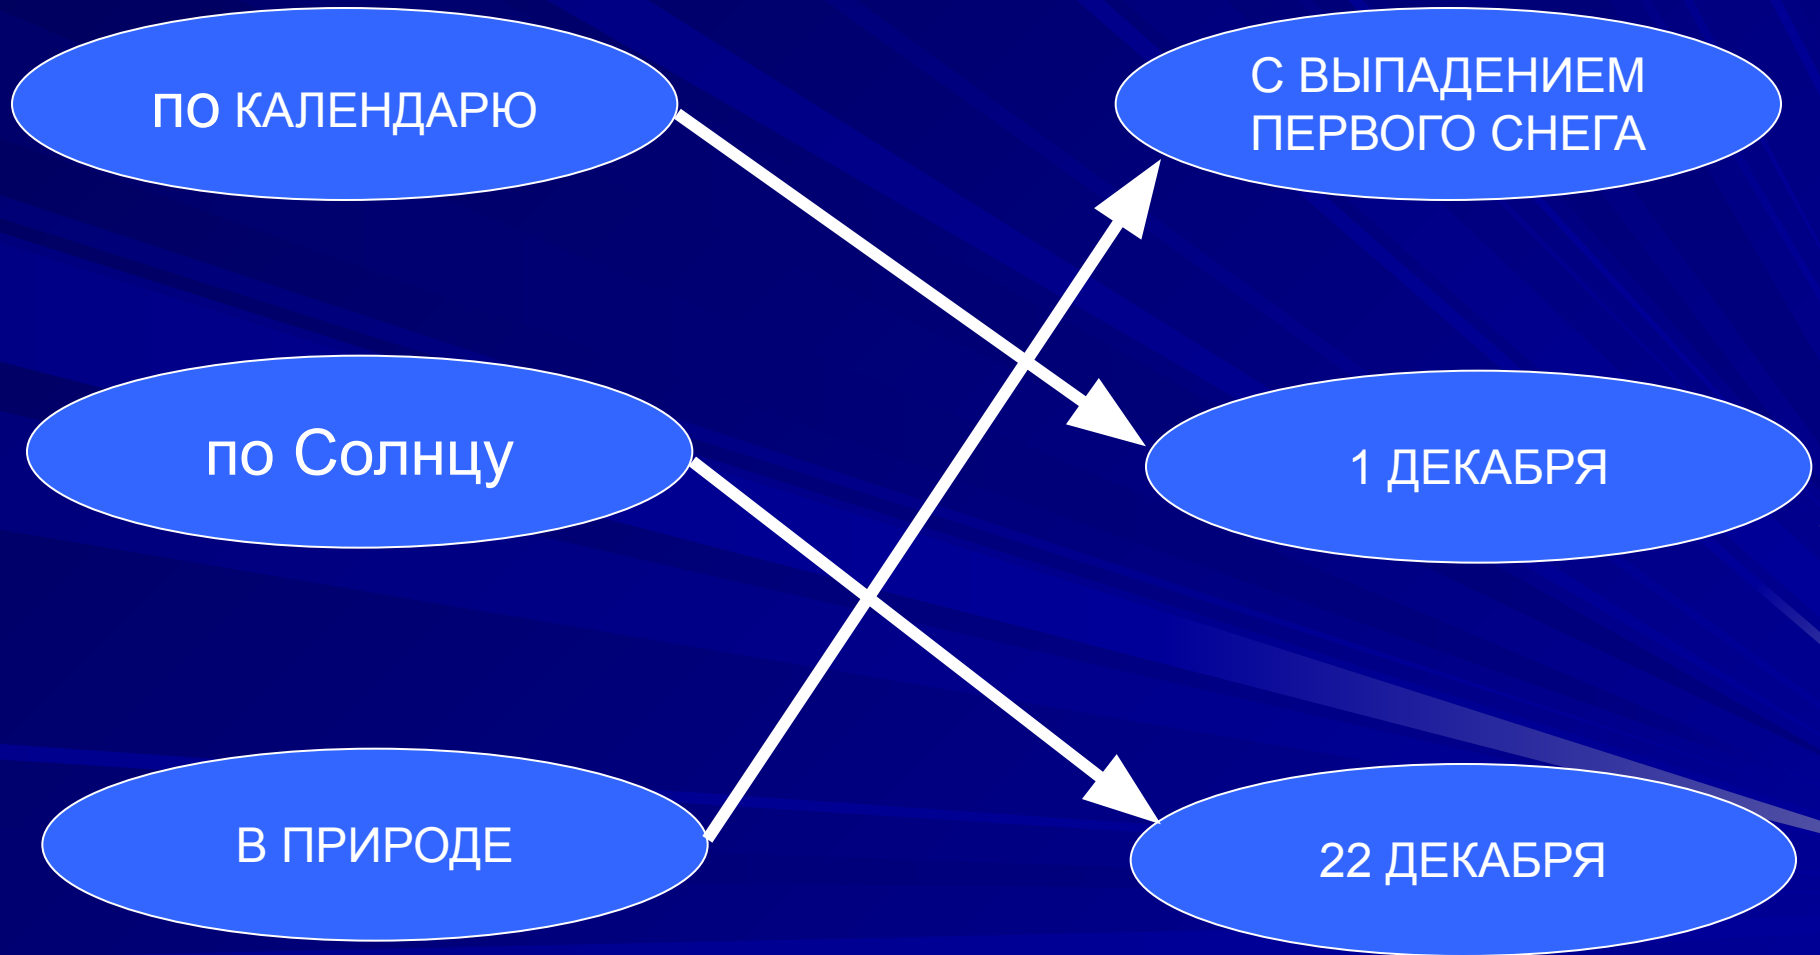 по КАЛЕНДАРЮ
С ВЫПАДЕНИЕМ
ПЕРВОГО СНЕГА
по Солнцу
1 ДЕКАБРЯ
В ПРИРОДЕ
22 ДЕКАБРЯ